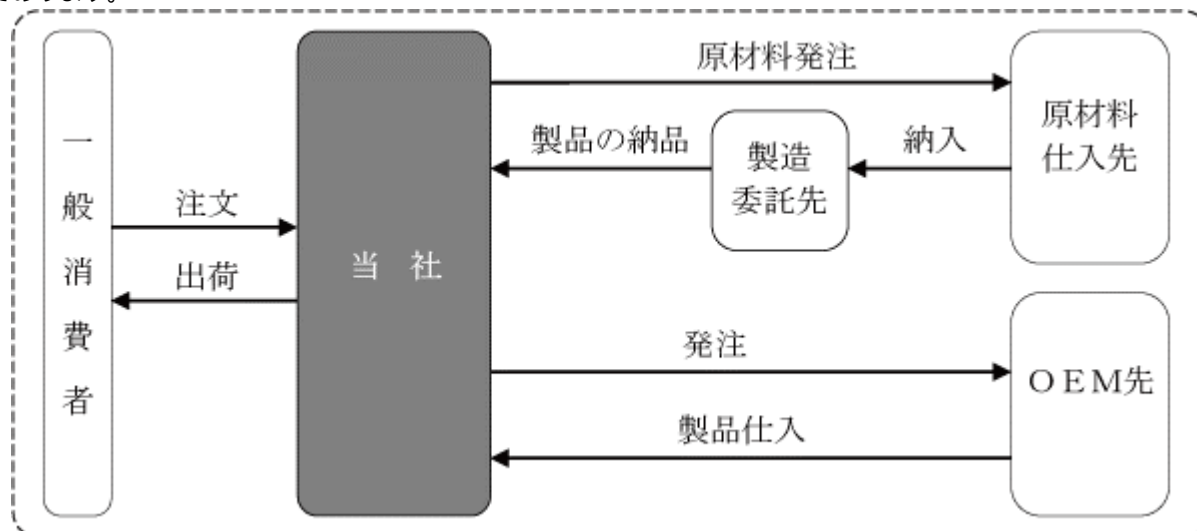 一般消費者
注文
出荷
当 社
原材料発注
原材料
仕入先
納入
製造
委託先
製品の納品
発注
OEM先
製品仕入